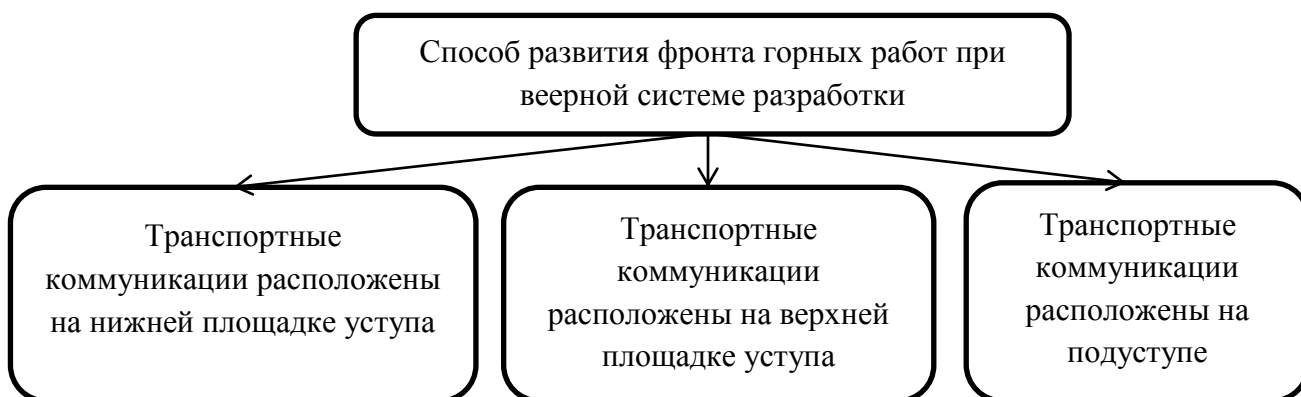 Способ развития фронта горных работ при
веерной системе разработки
Транспортные
коммуникации расположены
на нижней площадке уступа
Транспортные
коммуникации
расположены на верхней
площадке уступа
Транспортные
коммуникации
расположены на
подуступе